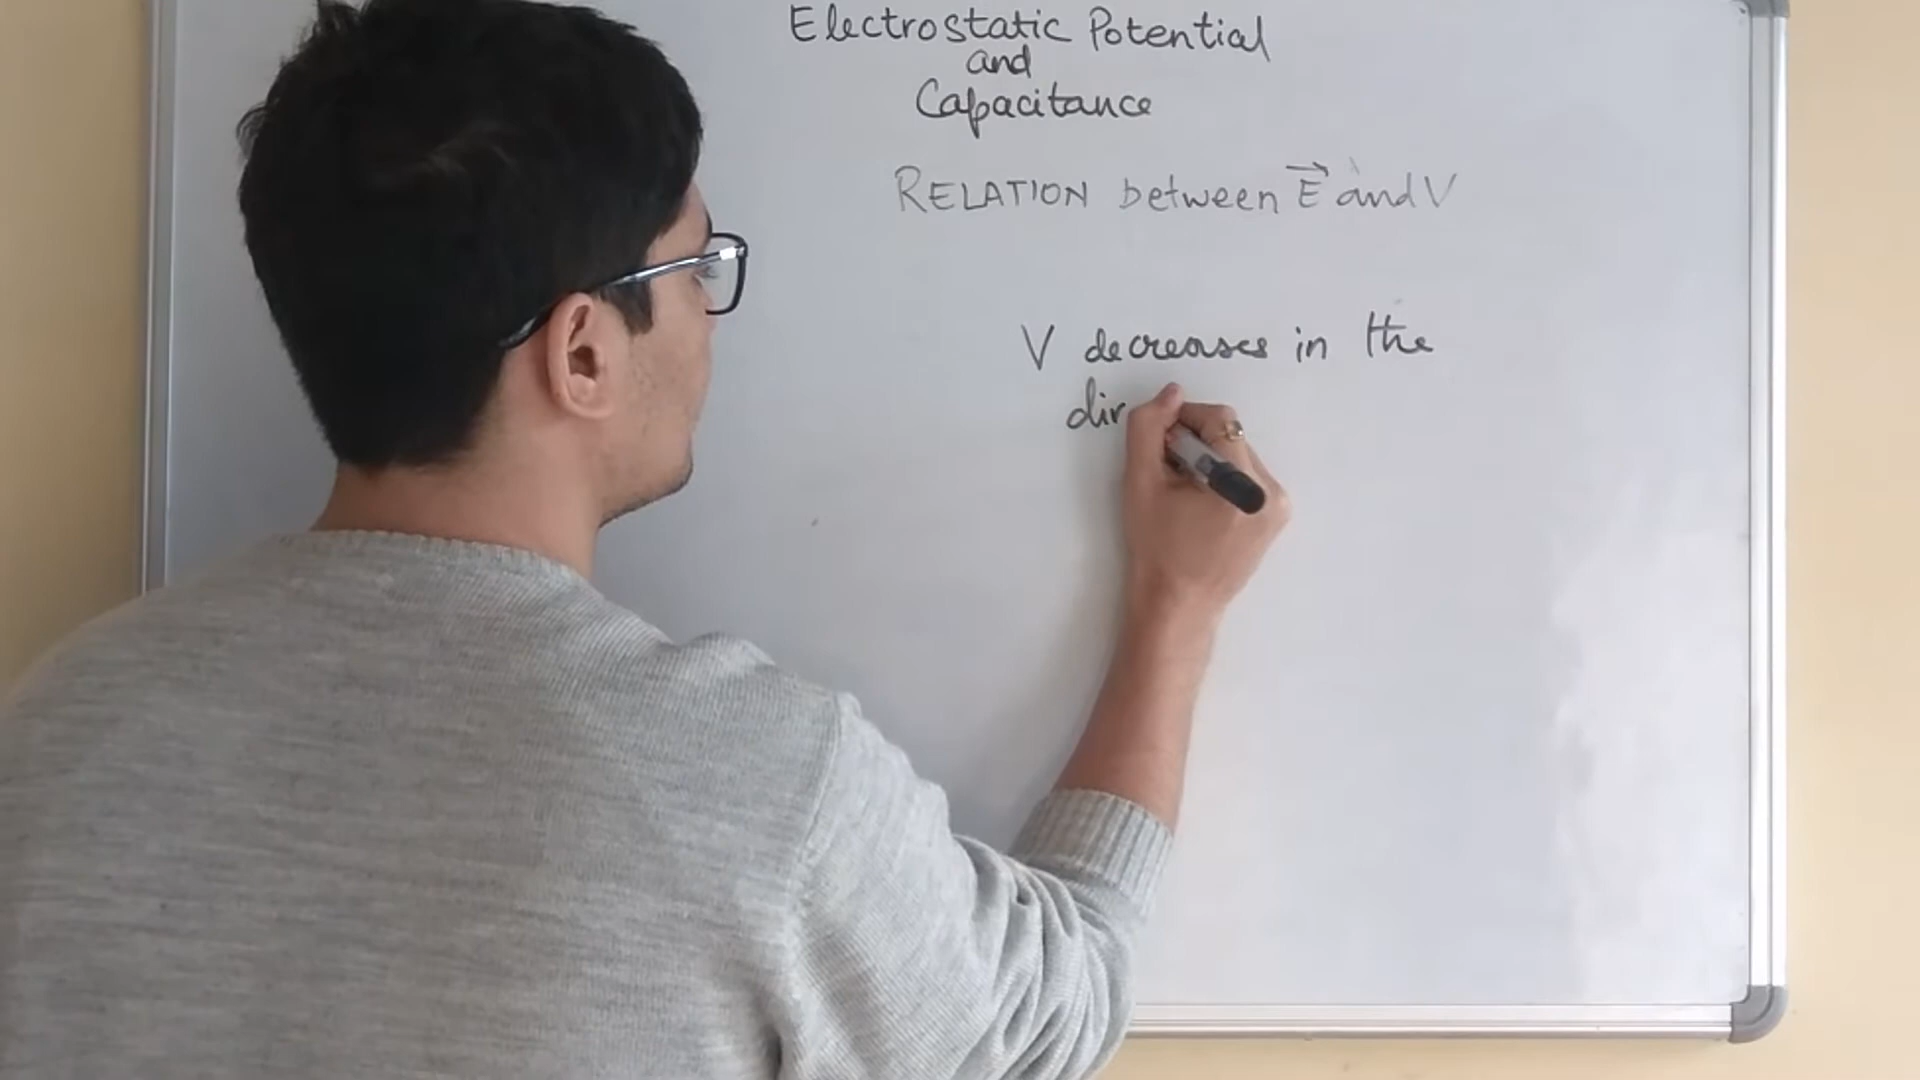 Electrostatic Potential
and
Capacitance
RELATION between E⃗ and V
V decreases in the
dir